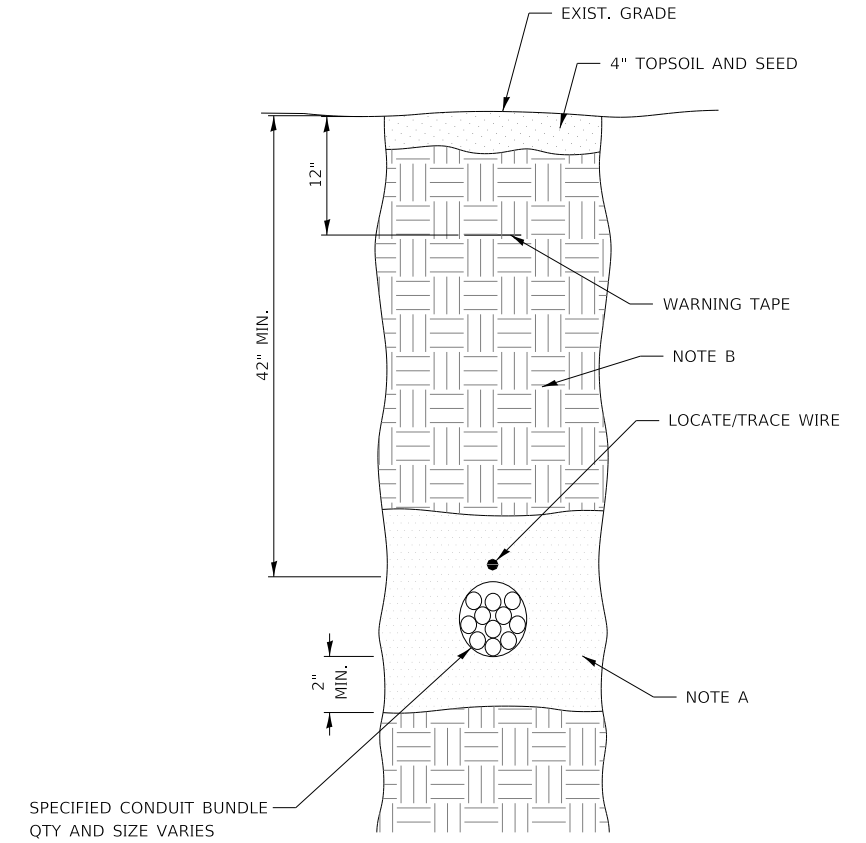 EXIST. GRADE
4" TOPSOIL AND SEED
12"
WARNING TAPE
42" MIN.
NOTE B
LOCATE/TRACE WIRE
2"
MIN.
NOTE A
SPECIFIED CONDUIT BUNDLE
QTY AND SIZE VARIES